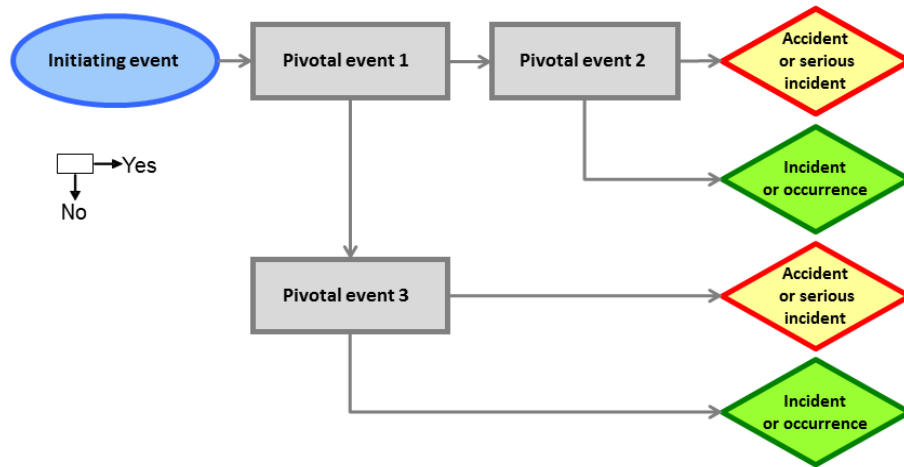 Initiating event
Pivotal event 1
Pivotal event 2
Accident
or serious
incident
Yes
No
Incident
or occurrence
Pivotal event 3
Accident
or serious
incident
Incident
or occurrence